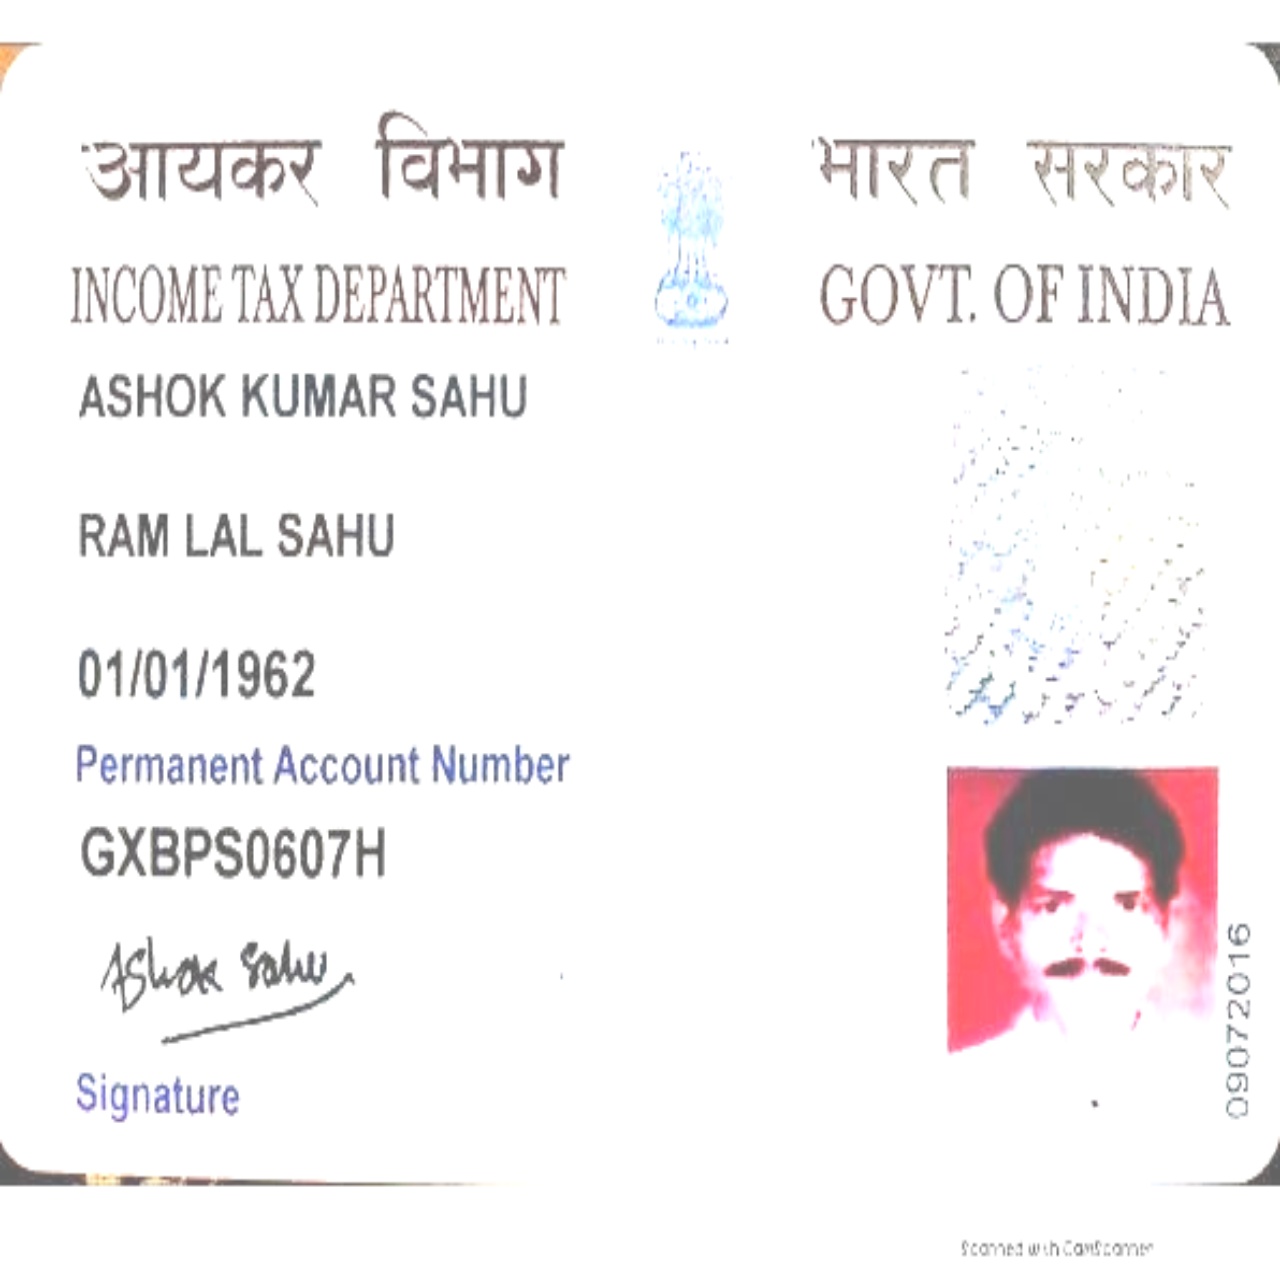 आयकर विभाग भारत सरकार
INCOME TAX DEPARTMENT GOVT. OF INDIA
ASHOK KUMAR SAHU
RAM LAL SAHU
01/01/1962
Permanent Account Number
GXBPS0607H
Ashok Sahu
Signature
09072016
Scanned with CamScanner